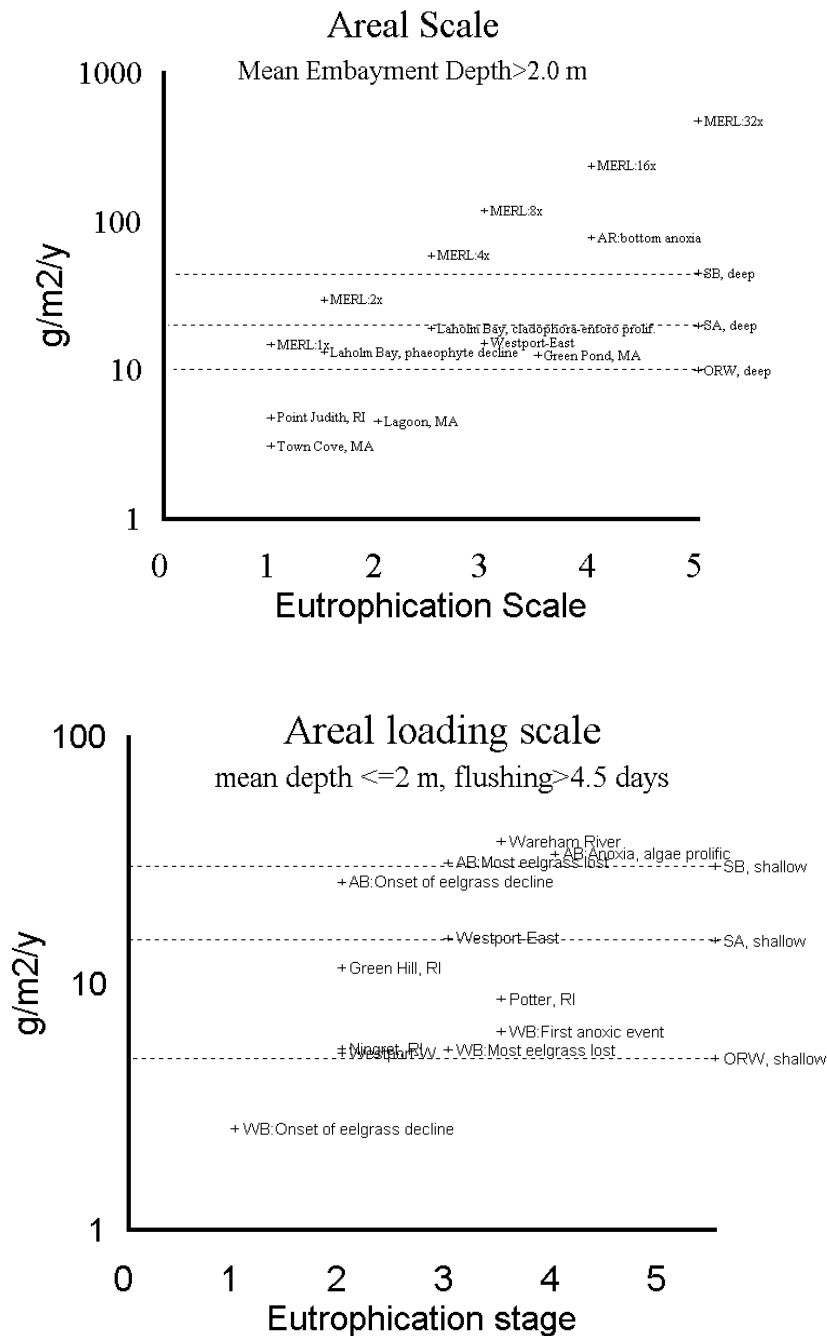 Areal Scale
Mean Embayment Depth>2.0 m
1000
100
10
1
g/m2/y
MERL:32x
MERL:16x
MERL:8x
AR:bottom anoxia
MERL:4x
SB, deep
MERL:2x
Laholm Bay, cladophora-entoro prolif.
SA, deep
MERL:1x
Westport-East
Laholm Bay, phaeophyte decline
Green Pond, MA
ORW, deep
Point Judith, RI
Lagoon, MA
Town Cove, MA
0 1 2 3 4 5
Eutrophication Scale
Areal loading scale
mean depth <=2 m, flushing>4.5 days
100
10
1
g/m2/y
Wareham River
AB:Anoxia, algae prolific
AB:Most eelgrass lost
SB, shallow
AB:Onset of eelgrass decline
Westport-East
SA, shallow
Green Hill, RI
Potter, RI
WB:First anoxic event
Ningret, RI
Westport-W
WB:Most eelgrass lost
ORW, shallow
WB:Onset of eelgrass decline
0 1 2 3 4 5
Eutrophication stage